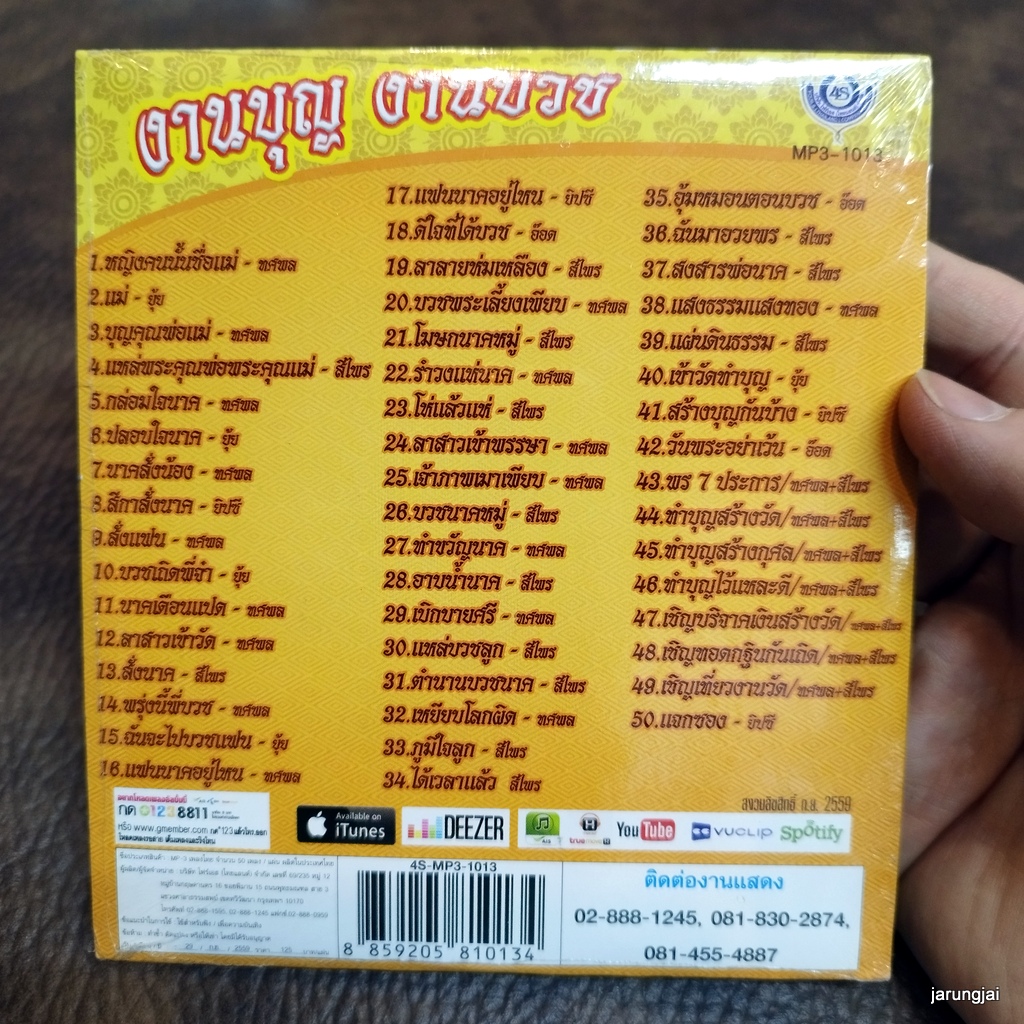 งานบุญ งานบวช
4S
MP3-1013
1.หญิงคนนั้นชื่อแม่ - ทศพล
2.แม่ - ยุ้ย
3.บุญคุณพ่อแม่ - ทศพล
4.แหล่พระคุณพ่อพระคุณแม่ - สีไพร
5.กล่อมใจนาค - ทศพล
6.ปลอบใจนาค - ยุ้ย
7.นาคสั่งน้อง - ทศพล
8.สีกาสั่งนาค - ยิปซี
9.สั่งแฟน - ทศพล
10.บวชเถิดพี่จ๋า - ยุ้ย
11.นาคเดือนแปด - ทศพล
12.ลาสาวเข้าวัด - ทศพล
13.สั่งนาค - สีไพร
14.พรุ่งนี้พี่บวช - ทศพล
15.ฉันจะไปบวชแฟน - ยุ้ย
16.แฟนนาคอยู่ไหน - ทศพล
17.แฟนนาคอยู่ไหน - ยิปซี
18.ดีใจที่ได้บวช - อ๊อด
19.ลาลายห่มเหลือง - สีไพร
20.บวชพระเลี้ยงเพียบ - ทศพล
21.โฆษกนาคหมู่ - สีไพร
22.รำวงแห่นาค - ทศพล
23.โห่แล้วแห่ - สีไพร
24.ลาสาวเข้าพรรษา - ทศพล
25.เจ้าภาพเมาเพียบ - ทศพล
26.บวชนาคหมู่ - สีไพร
27.ทำขวัญนาค - ทศพล
28.อาบน้ำนาค - สีไพร
29.เบิกบายศรี - ทศพล
30.แหล่บวชลูก - สีไพร
31.ตำนานบวชนาค - สีไพร
32.เหยียบโลกผิด - ทศพล
33.ภูมิใจลูก - สีไพร
34.ได้เวลาแล้ว สีไพร
35.อุ้มหมอนตอนบวช - อ๊อด
36.ฉันมาอวยพร - สีไพร
37.สงสารพ่อนาค - สีไพร
38.แสงธรรมแสงทอง - ทศพล
39.แผ่นดินธรรม - สีไพร
40.เข้าวัดทำบุญ - ยุ้ย
41.สร้างบุญกันบ้าง - ยิปซี
42.วันพระอย่าเว้น - อ๊อด
43.พร 7 ประการ/ทศพล+สีไพร
44.ทำบุญสร้างวัด/ทศพล+สีไพร
45.ทำบุญสร้างกุศล/ทศพล+สีไพร
46.ทำบุญไว้แหละดี/ทศพล+สีไพร
47.เชิญบริจาคเงินสร้างวัด/ทศพล+สีไพร
48.เชิญทอดกฐินกันเถิด/ทศพล+สีไพร
49.เชิญเที่ยวงานวัด/ทศพล+สีไพร
50.แจกซอง - ยิปซี
สงวนลิขสิทธิ์ ก.ย. 2559
กด 01238811
หรือ www.gmember.com กด*123แล้วโทร.ออก
Available on
iTunes
DEEZER
YouTube
VUCLIP
Spotify
4S-MP3-1013
8 859205 810134
ติดต่องานแสดง
02-888-1245, 081-830-2874,
081-455-4887
jarungjai